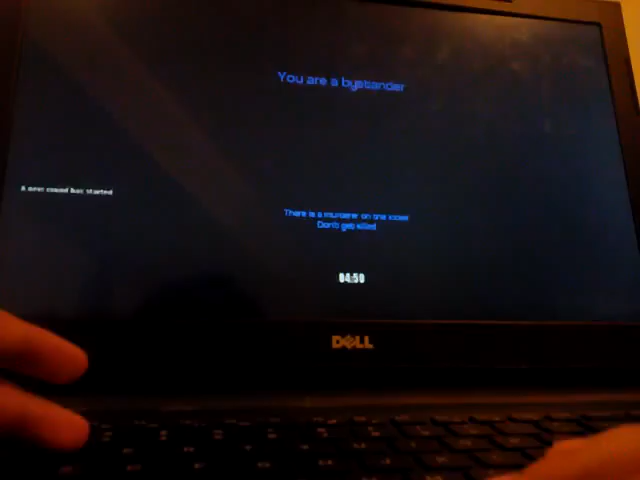 You are a bystander
A new round has started
There is a murderer on the loose
Don't get killed
04:50
DELL